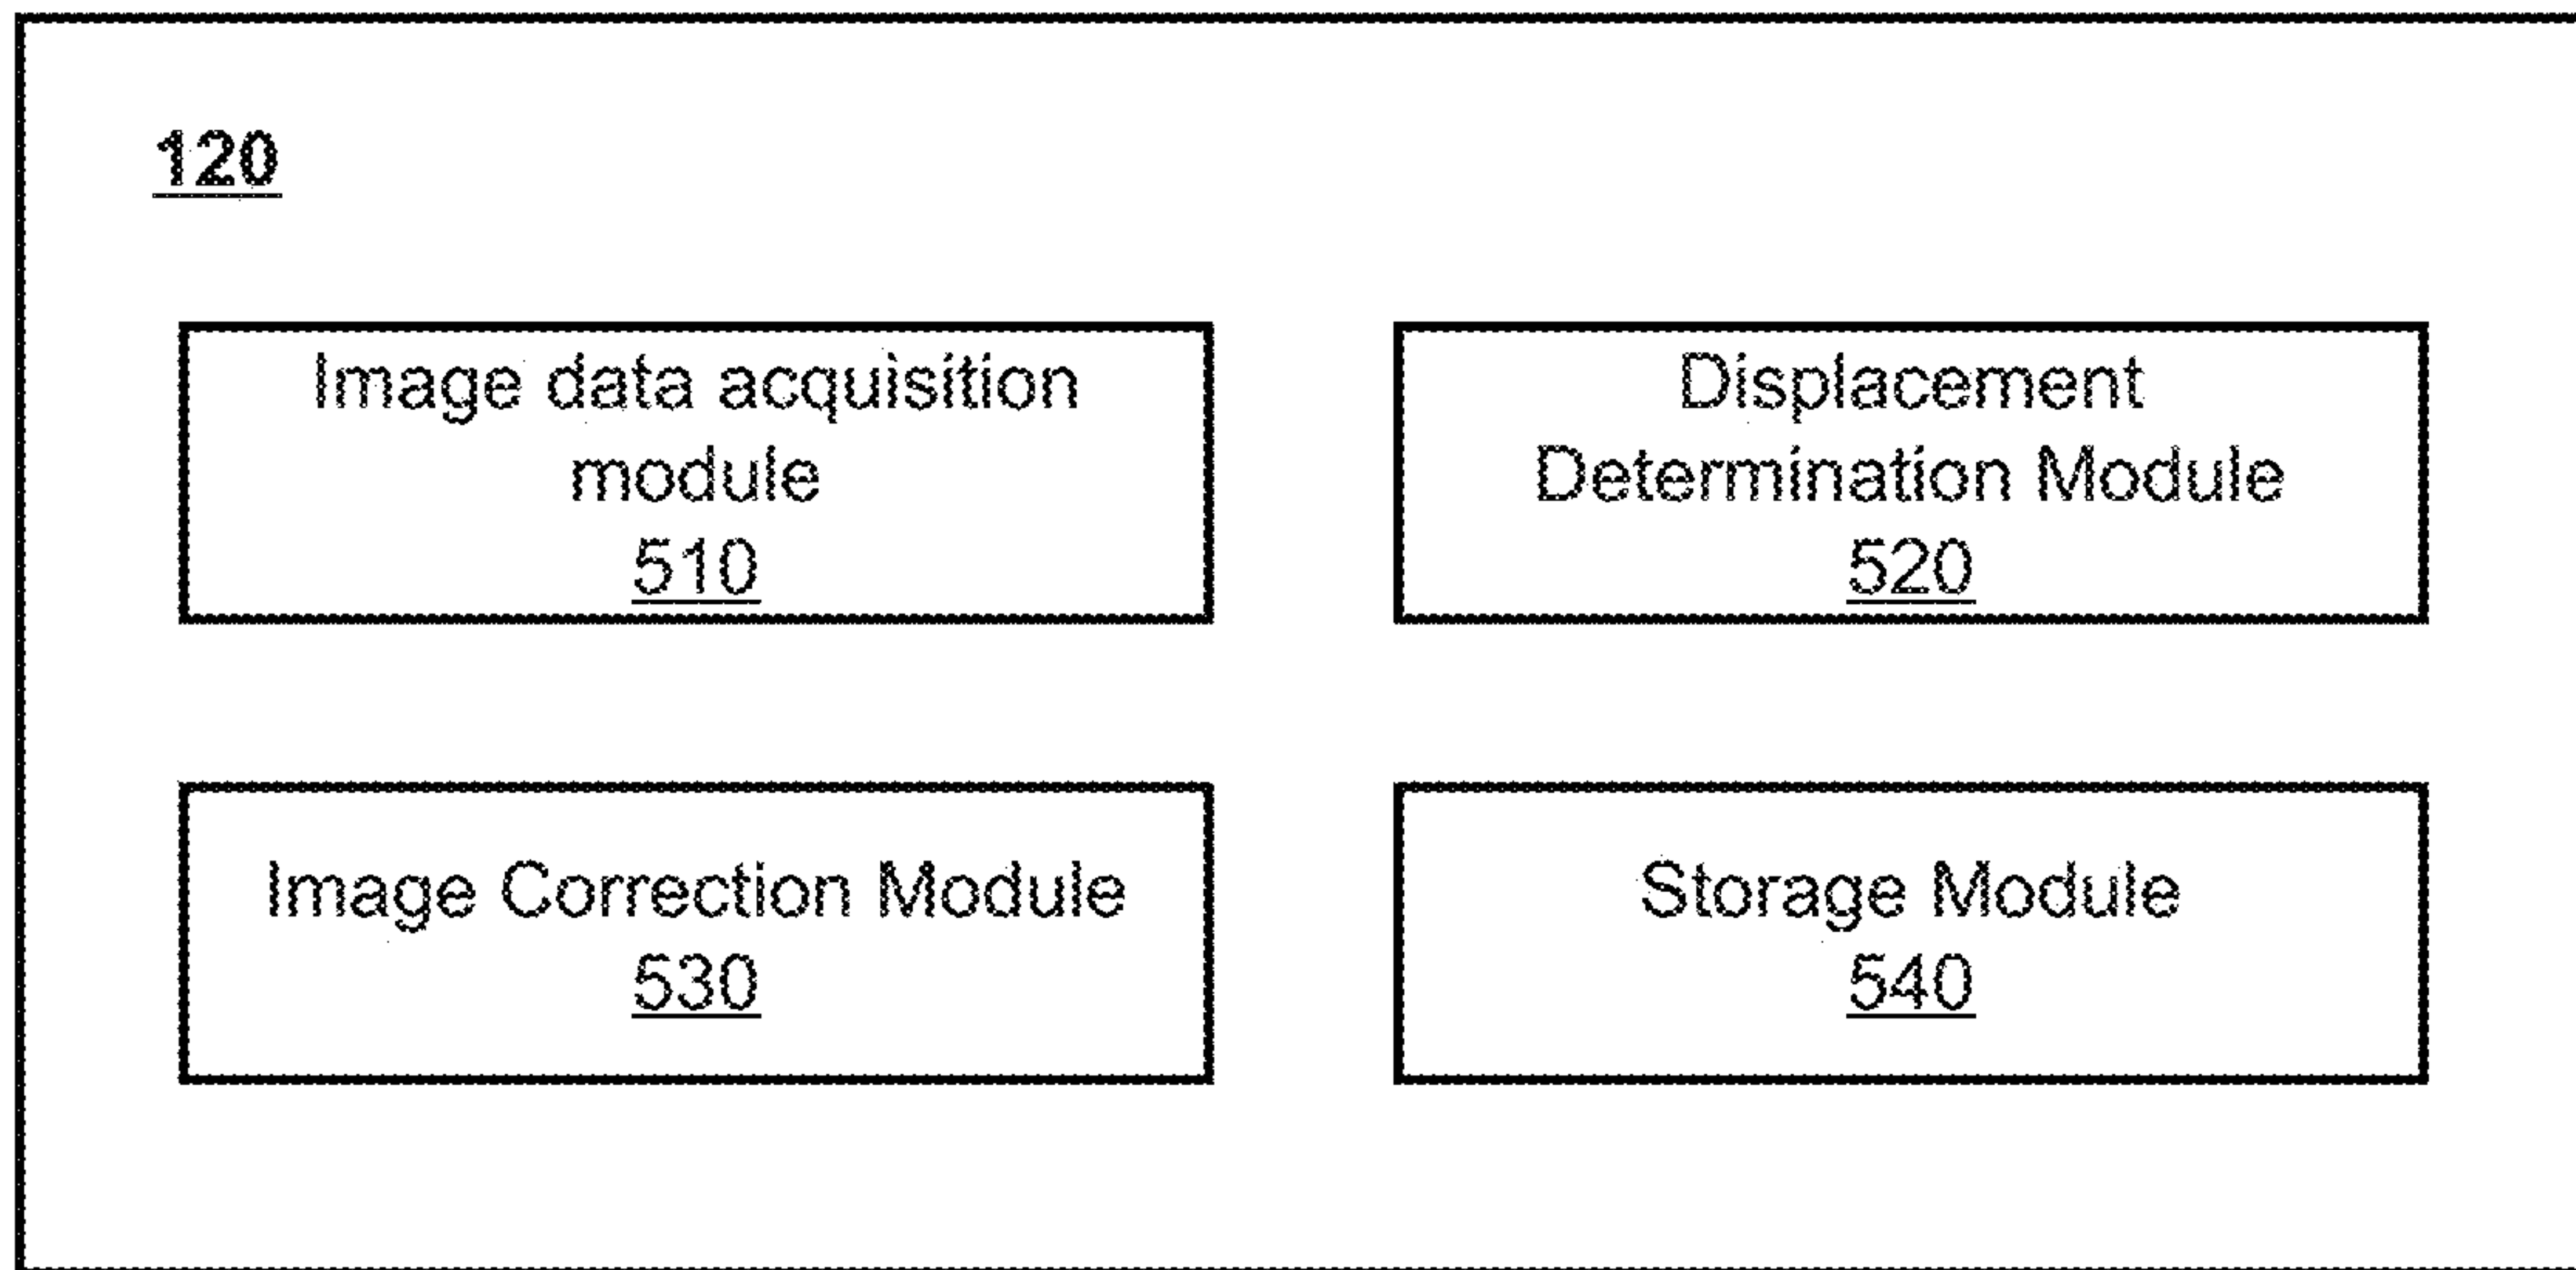 120
Image data acquisition
module
510
Displacement
Determination Module
520
Image Correction Module
530
Storage Module
540